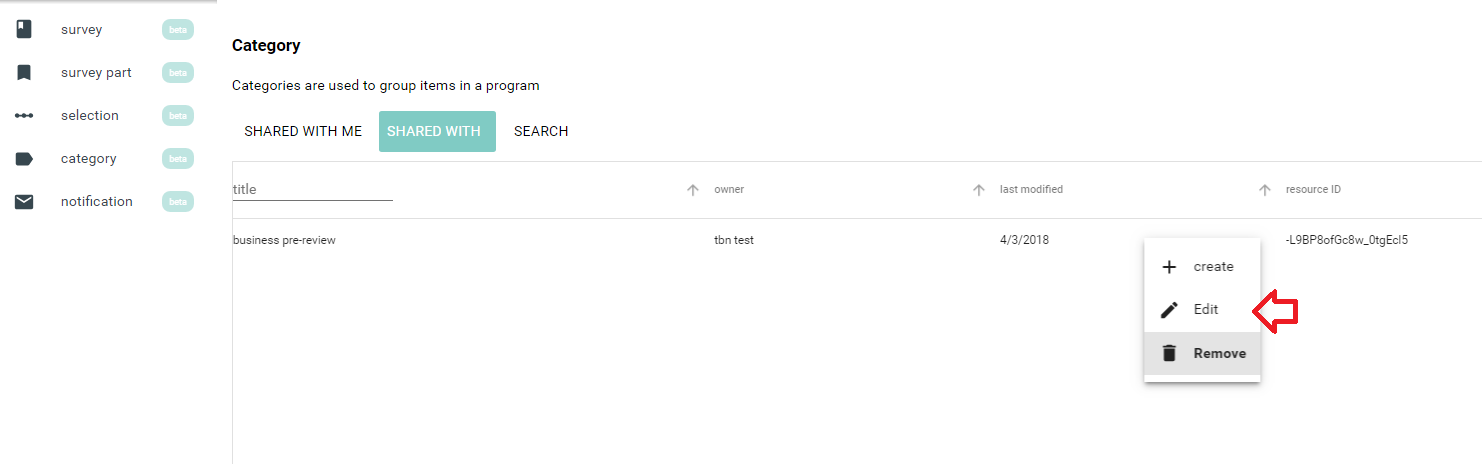 survey beta
survey part beta
selection beta
category beta
notification beta
Category
Categories are used to group items in a program
SHARED WITH ME SHARED WITH SEARCH
title owner last modified resource ID
business pre-review tbn test 4/3/2018 -L9BP8ofGc8w_0tgEcI5
create
Edit
Remove